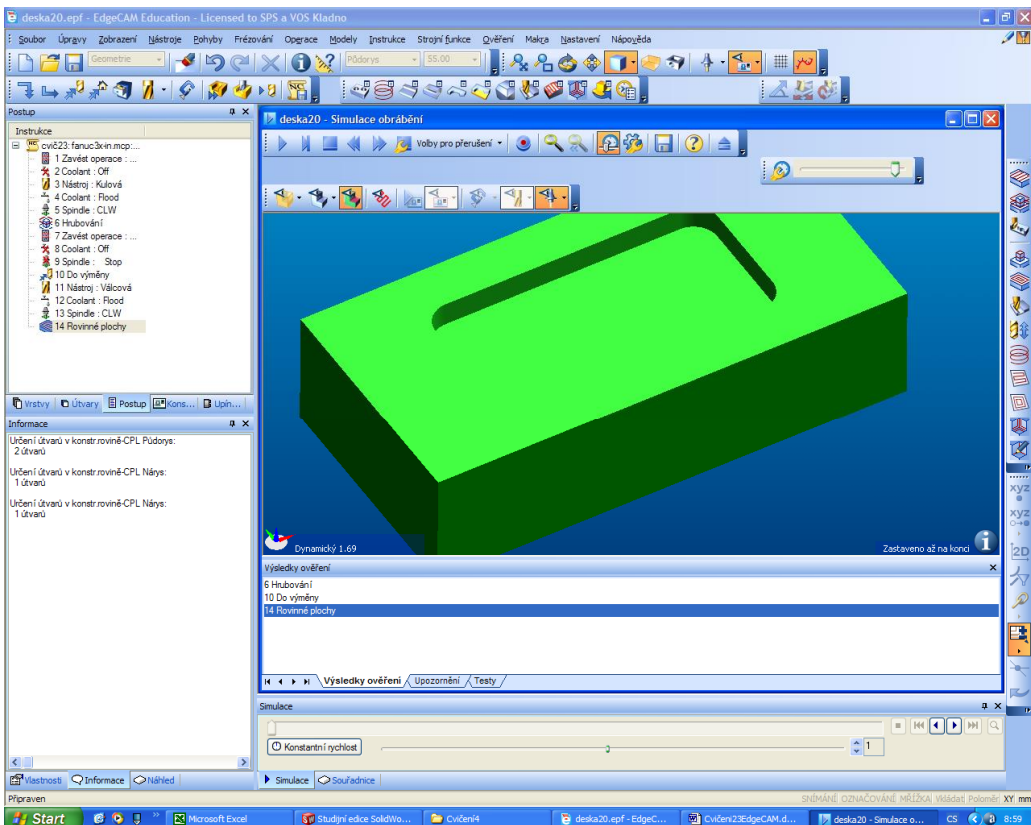 deska20.epf - EdgeCAM Education - Licensed to SPS a VOS Kladno
Soubor Úpravy Zobrazení Nástroje Pohyby Frézování Operace Modely Instrukce Strojní funkce Ověření Makra Nastavení Nápověda
Geometrie Půdorys 55.00
Postup
Instrukce
cvič23: fanuc3x-in.mcp:...
1 Zavést operace : ...
2 Coolant : Off
3 Nástroj : Kulová
4 Coolant : Flood
5 Spindle : CLW
6 Hrubování
7 Zavést operace : ...
8 Coolant : Off
9 Spindle : Stop
10 Do výměny
11 Nástroj : Válcová
12 Coolant : Flood
13 Spindle : CLW
14 Rovinné plochy
Vrstvy Útvary Postup Kons... Upín...
Informace
Určení útvarů v konstr.rovině-CPL Půdorys:
2 útvarů
Určení útvarů v konstr.rovině-CPL Nárys:
1 útvarů
Určení útvarů v konstr.rovině-CPL Nárys:
1 útvarů
Vlastnosti Informace Náhled
deska20 - Simulace obrábění
Volby pro přerušení
Dynamický 1.69
Zastaveno až na konci
Výsledky ověření
6 Hrubování
10 Do výměny
14 Rovinné plochy
Výsledky ověření Upozornění Testy
Simulace
Konstantní rychlost
1
Simulace Souřadnice
xyz
xyz
2D
Připraven
SNÍMÁNÍ OZNAČOVÁNÍ MŘÍŽKA Vkládat Poloměr XY mm
Start Microsoft Excel Studijní edice SolidWo... Cvičení4 deska20.epf - EdgeC... Cvičení23EdgeCAM.d... deska20 - Simulace o... CS 8:59